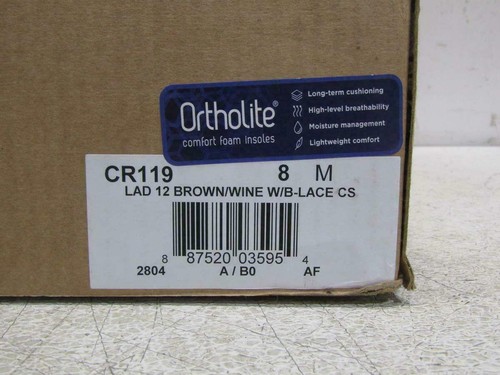 Ortholite®
comfort foam insoles
Long-term cushioning
High-level breathability
Moisture management
Lightweight comfort
CR119 8 M
LAD 12 BROWN/WINE W/B-LACE CS
8 87520 03595 4
2804 A / B0 AF